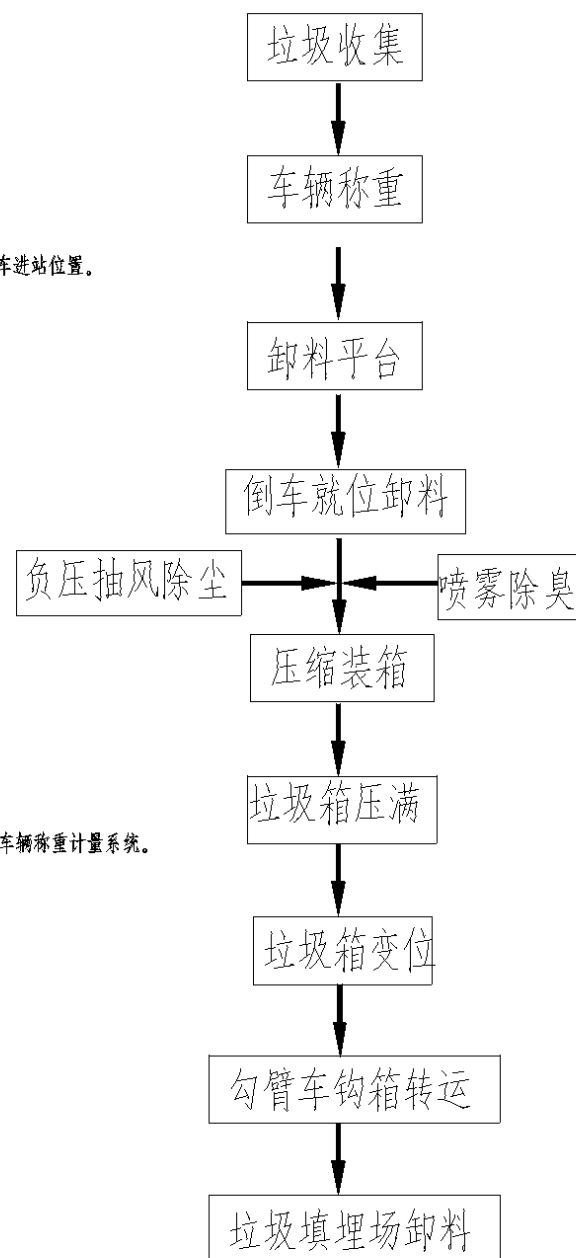 垃圾收集
车辆称重
车进站位置。
卸料平台
倒车就位卸料
负压抽风除尘
喷雾除臭
压缩装箱
垃圾箱压满
车辆称重计量系统。
垃圾箱变位
勾臂车钩箱转运
垃圾填埋场卸料